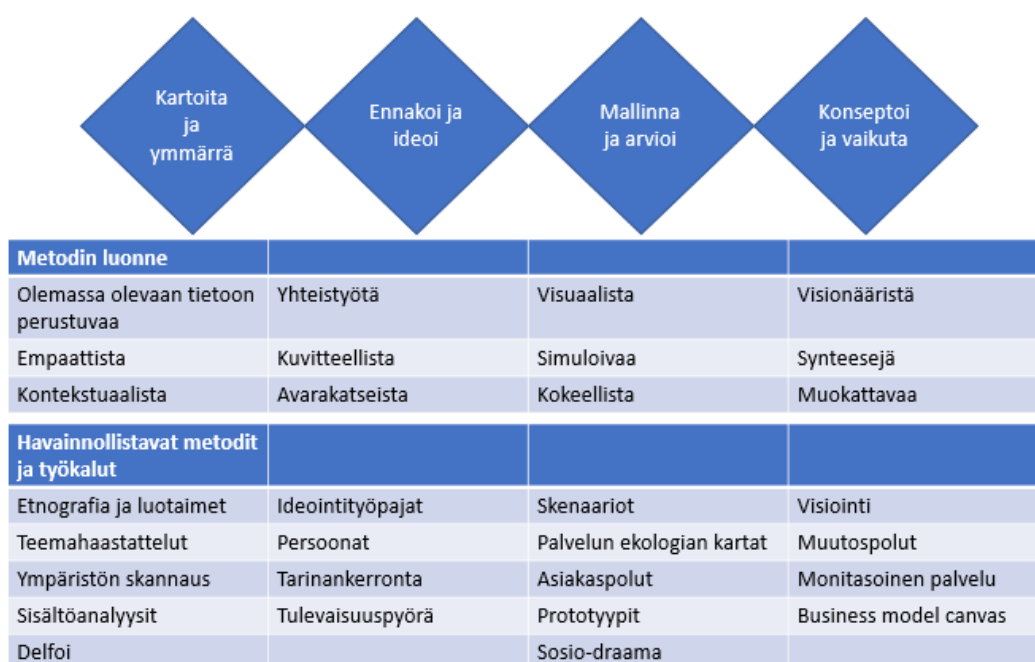 Kartoita
ja
ymmärrä
Ennakoi ja
ideoi
Mallinna
ja arvioi
Konseptoi
ja vaikuta
Metodin luonne
Olemassa olevaan tietoon
perustuvaa
Yhteistyötä
Visuaalista
Visionääristä
Empaattista
Kuvitteellista
Simuloivaa
Synteesejä
Kontekstuaalista
Avarakatseista
Kokeellista
Muokattavaa
Havainnollistavat metodit
ja työkalut
Etnografia ja luotaimet
Ideointityöpajat
Skenaariot
Visiointi
Teemahaastattelut
Persoonat
Palvelun ekologian kartat
Muutospolut
Ympäristön skannaus
Tarinankerronta
Asiakaspolut
Monitasoinen palvelu
Sisältöanalyysit
Tulevaisuuspyörä
Prototyypit
Business model canvas
Delfoi
Sosio-draama